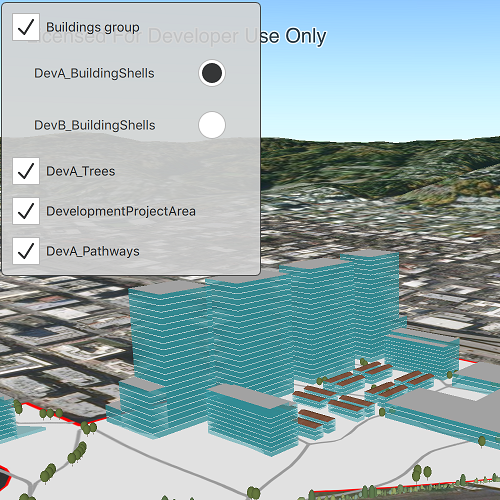 Buildings group
Licensed For Developer Use Only
DevA_BuildingShells
DevB_BuildingShells
DevA_Trees
DevelopmentProjectArea
DevA_Pathways